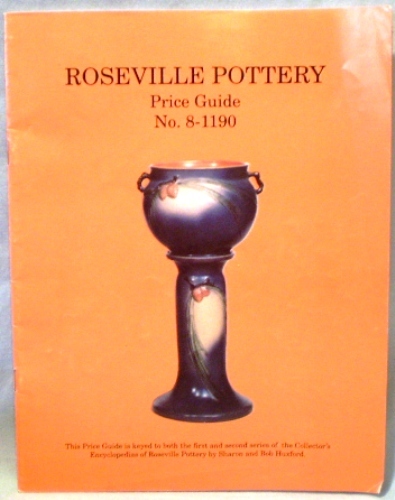 ROSEVILLE POTTERY
Price Guide
No. 8-1190
This Price Guide is keyed to both the first and second series of the Collector's
Encyclopedias of Roseville Pottery by Sharon and Bob Huxford.